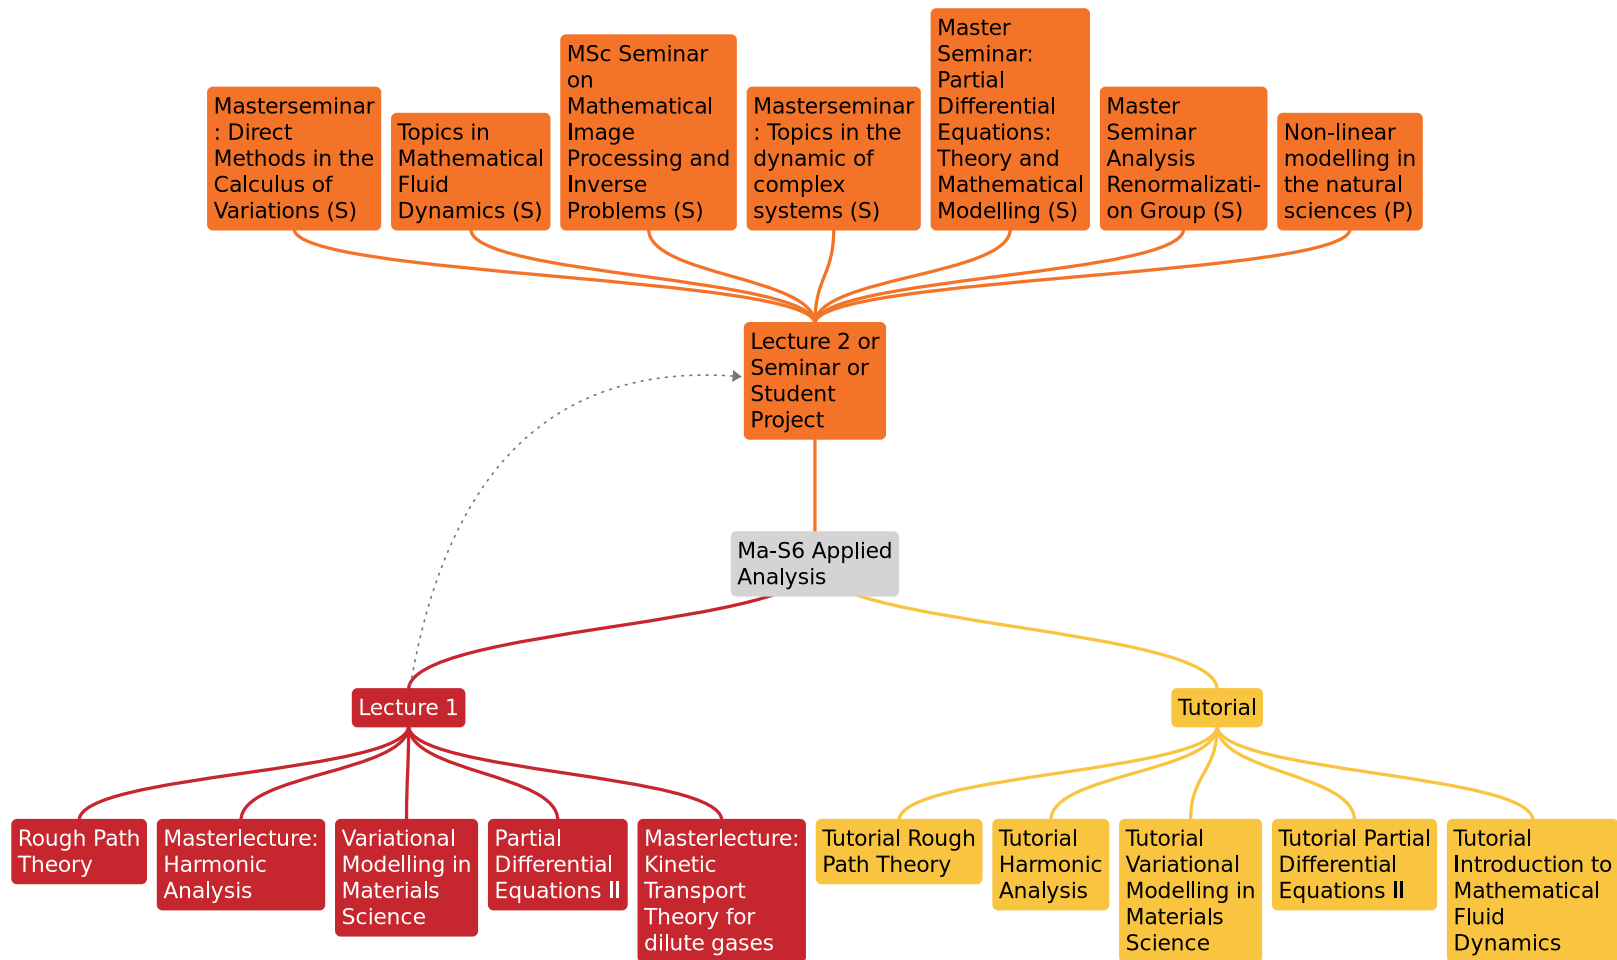 Masterseminar
: Direct
Methods in the
Calculus of
Variations (S)
Topics in
Mathematical
Fluid
Dynamics (S)
MSc Seminar
on
Mathematical
Image
Processing and
Inverse
Problems (S)
Masterseminar
: Topics in the
dynamic of
complex
systems (S)
Master
Seminar:
Partial
Differential
Equations:
Theory and
Mathematical
Modelling (S)
Master
Seminar
Analysis
Renormalizati-
on Group (S)
Non-linear
modelling in
the natural
sciences (P)
Lecture 2 or
Seminar or
Student
Project
Ma-S6 Applied
Analysis
Lecture 1
Tutorial
Rough Path
Theory
Masterlecture:
Harmonic
Analysis
Variational
Modelling in
Materials
Science
Partial
Differential
Equations II
Masterlecture:
Kinetic
Transport
Theory for
dilute gases
Tutorial Rough
Path Theory
Tutorial
Harmonic
Analysis
Tutorial
Variational
Modelling in
Materials
Science
Tutorial Partial
Differential
Equations II
Tutorial
Introduction to
Mathematical
Fluid
Dynamics